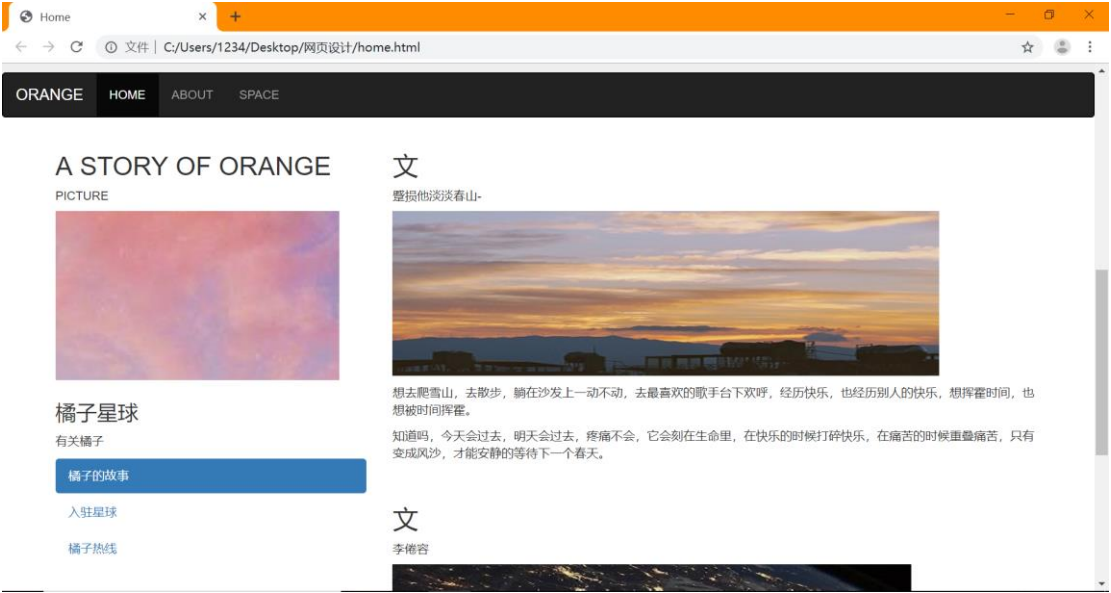 Home
文件 | C:/Users/1234/Desktop/网页设计/home.html
ORANGE HOME ABOUT SPACE
A STORY OF ORANGE
PICTURE
橘子星球
有关橘子
橘子的故事
入驻星球
橘子热线
文
蹙损他淡淡春山-
想去爬雪山，去散步，躺在沙发上一动不动，去最喜欢的歌手台下欢呼，经历快乐，也经历别人的快乐，想挥霍时间，也
想被时间挥霍。
知道吗，今天会过去，明天会过去，疼痛不会，它会刻在生命里，在快乐的时候打碎快乐，在痛苦的时候重叠痛苦，只有
变成风沙，才能安静的等待下一个春天。
文
李倦容